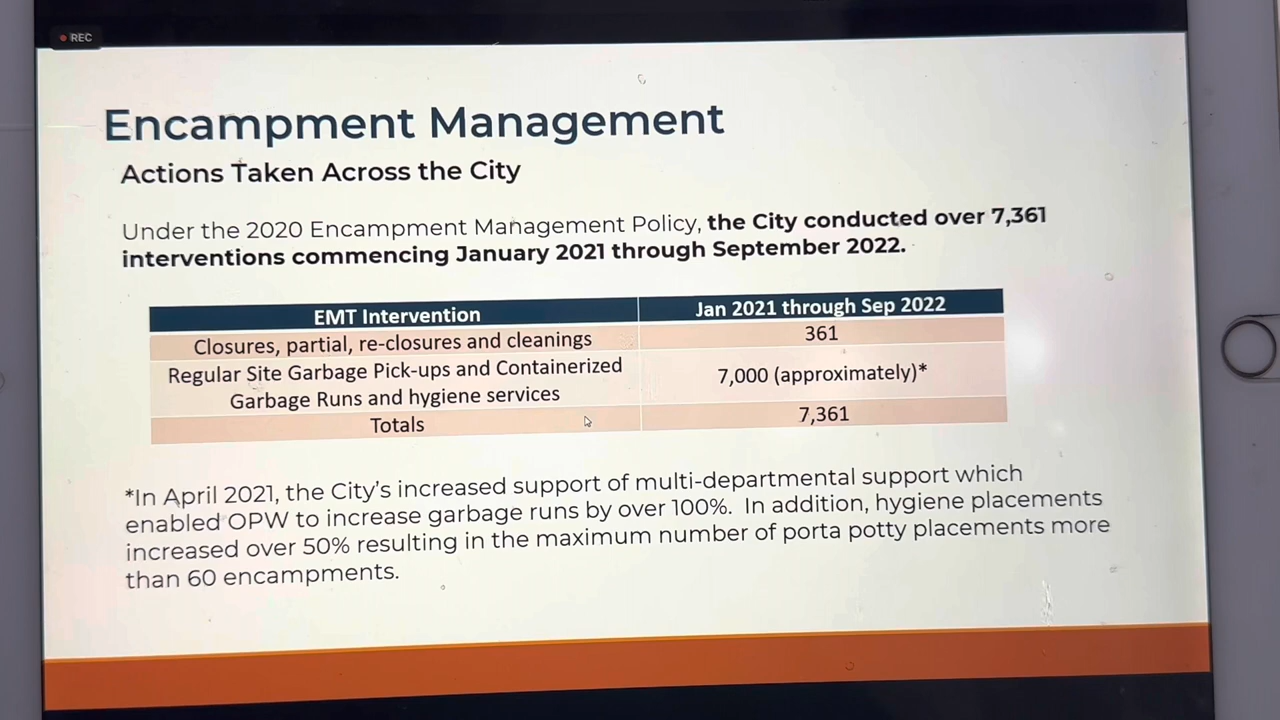 REC
Encampment Management
Actions Taken Across the City
Under the 2020 Encampment Management Policy, the City conducted over 7,361
interventions commencing January 2021 through September 2022.
EMT Intervention Jan 2021 through Sep 2022
Closures, partial, re-closures and cleanings 361
Regular Site Garbage Pick-ups and Containerized
Garbage Runs and hygiene services 7,000 (approximately)*
Totals 7,361
*In April 2021, the City's increased support of multi-departmental support which
enabled OPW to increase garbage runs by over 100%. In addition, hygiene placements
increased over 50% resulting in the maximum number of porta potty placements more
than 60 encampments.